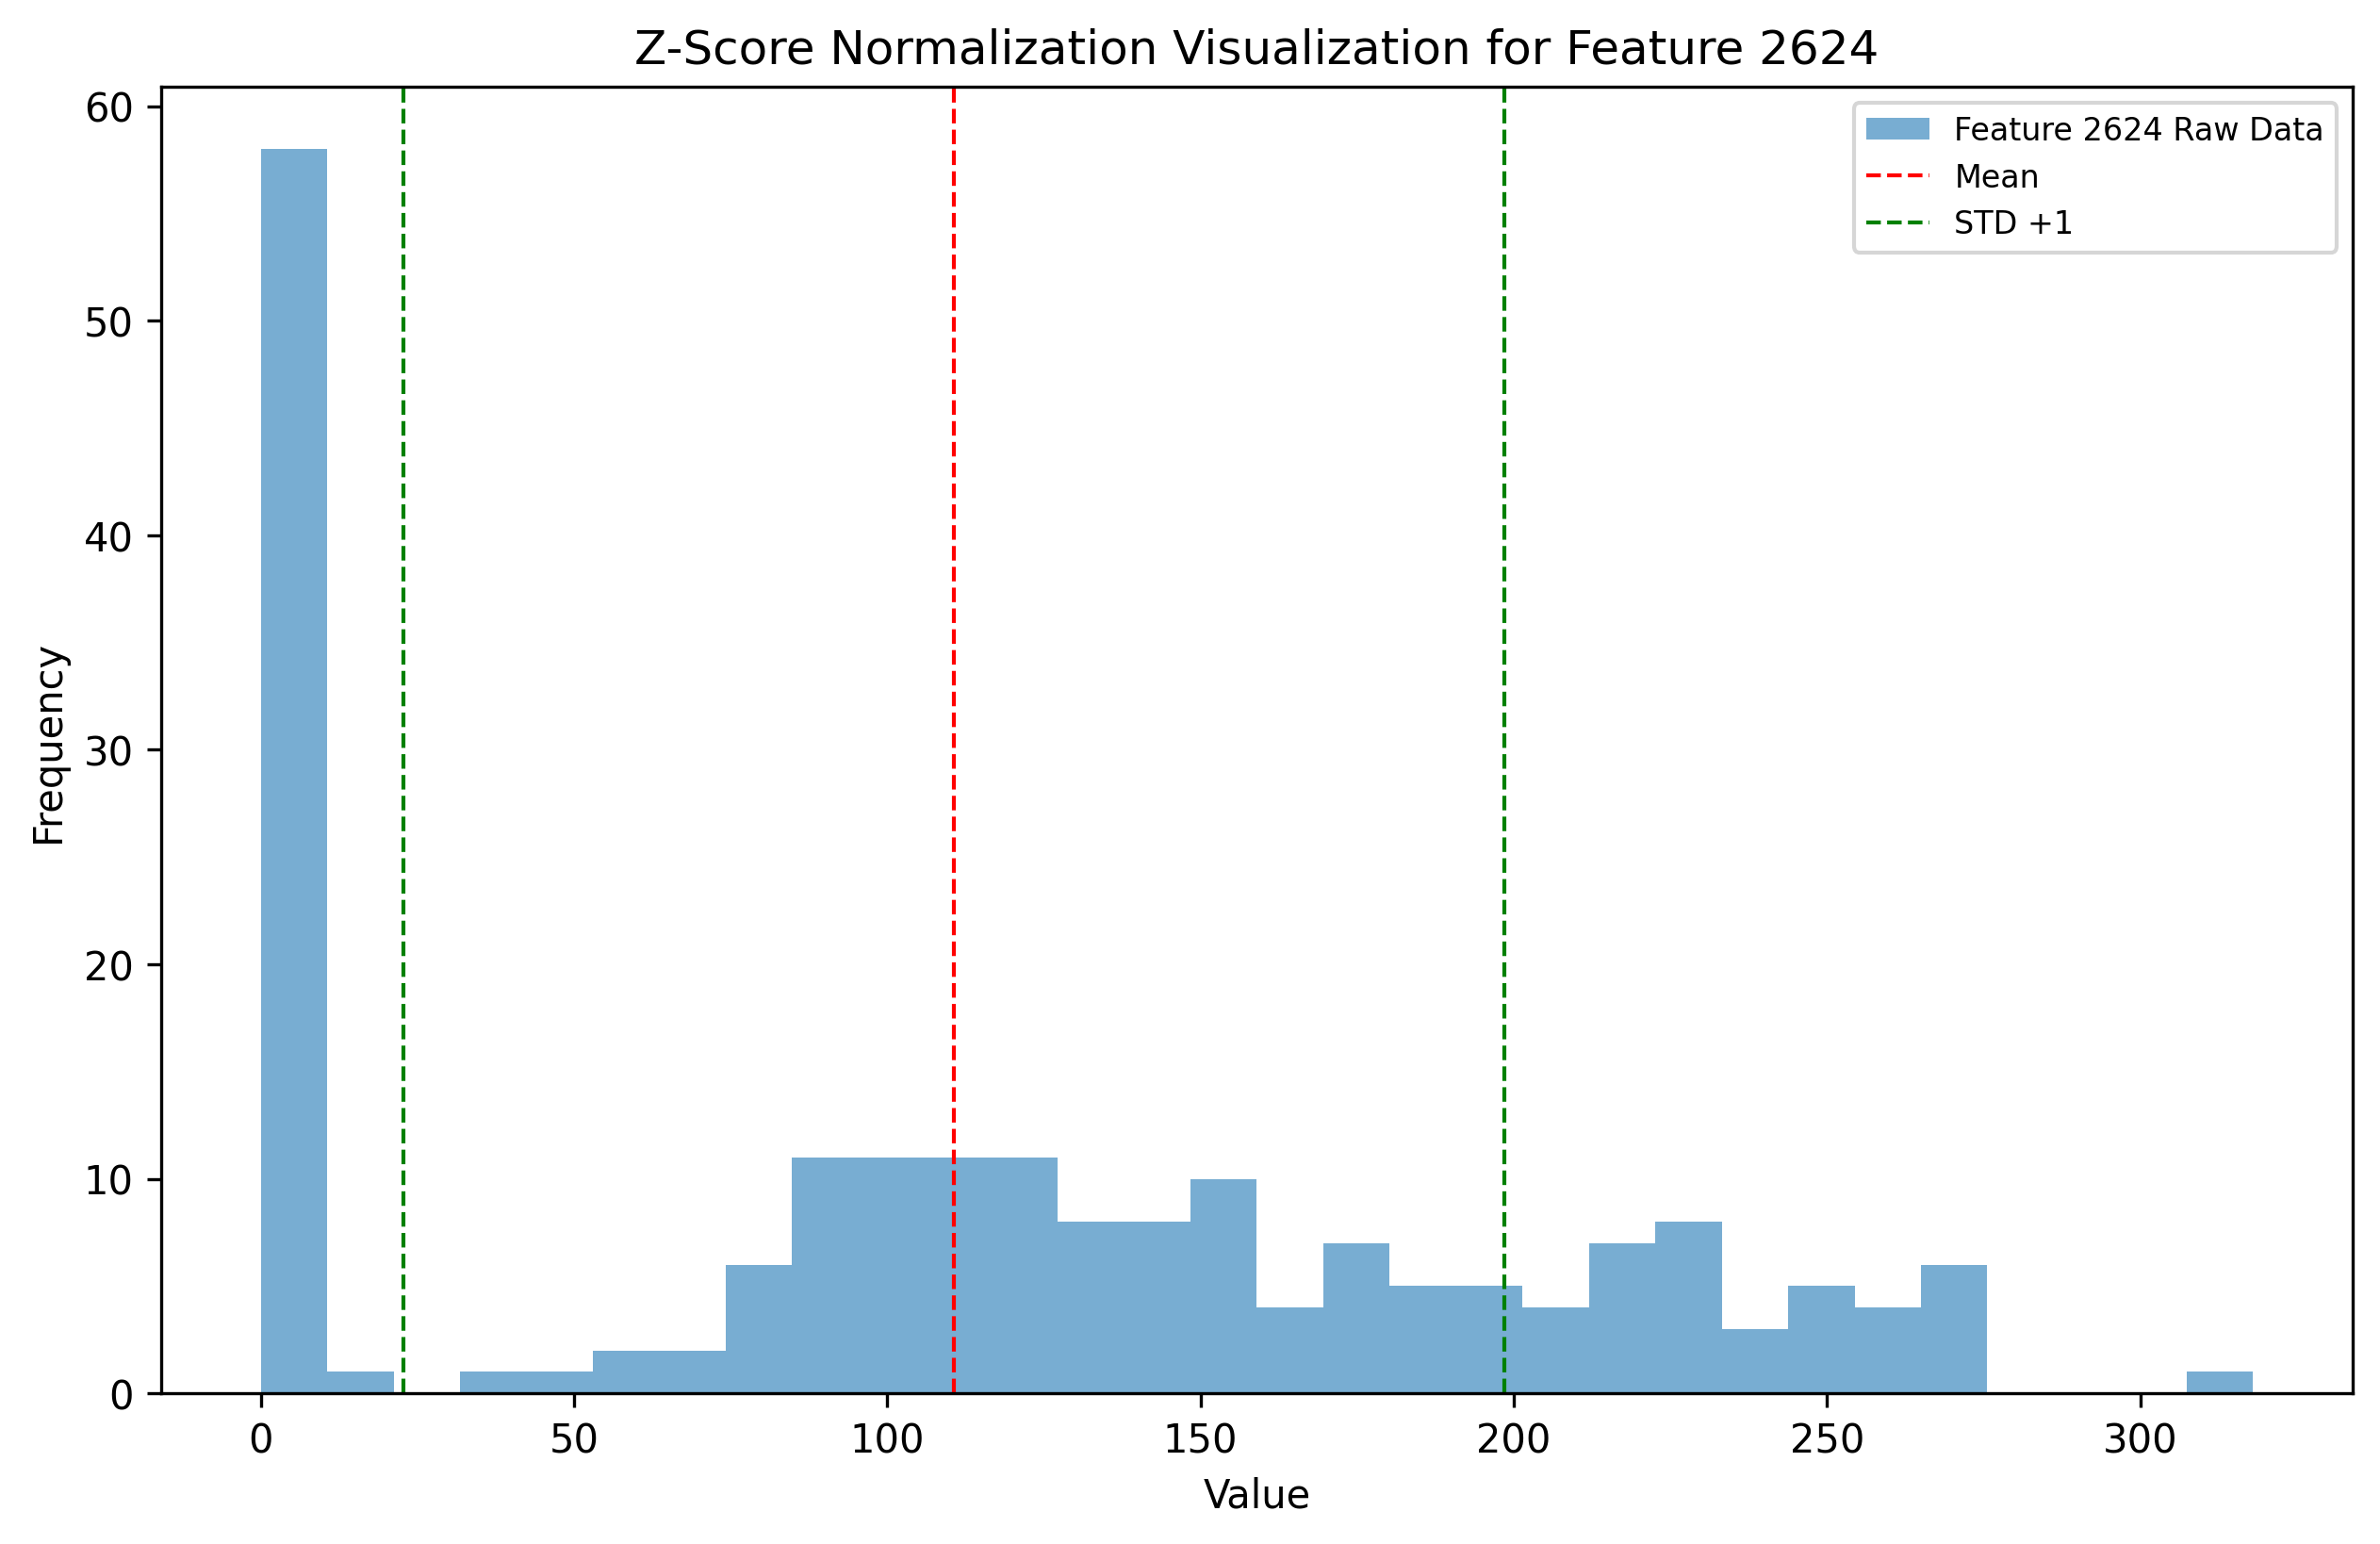 Z-Score Normalization Visualization for Feature 2624
Feature 2624 Raw Data
Mean
STD +1
60
50
40
30
20
10
0
Frequency
0 50 100 150 200 250 300
Value